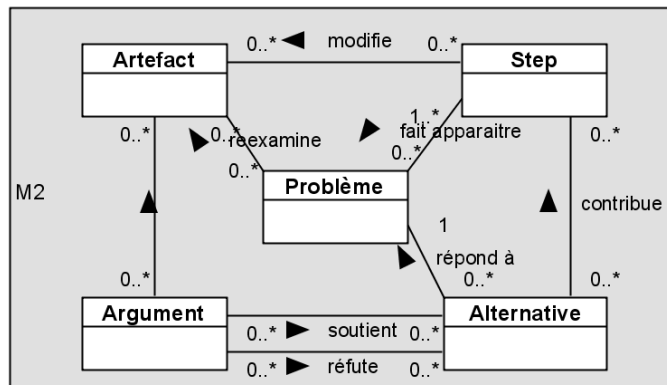 0..* modifie 0..*
Artefact
Step
0..*
0..* réexamine
0..*
1..*
fait apparaitre
0..*
0..*
Problème
M2
contribue
1
répond à
0..*
0..*
0..*
Argument
Alternative
0..* soutient 0..*
0..* réfute 0..*